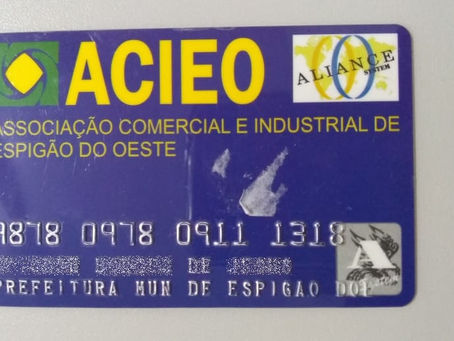 ACIEO
ALIANCE
SYSTEM
ASSOCIAÇÃO COMERCIAL E INDUSTRIAL DE
ESPIGÃO DO OESTE
9878 0978 0911 1318
DE
PREFEITURA MUN DE ESPIGAO DO
A